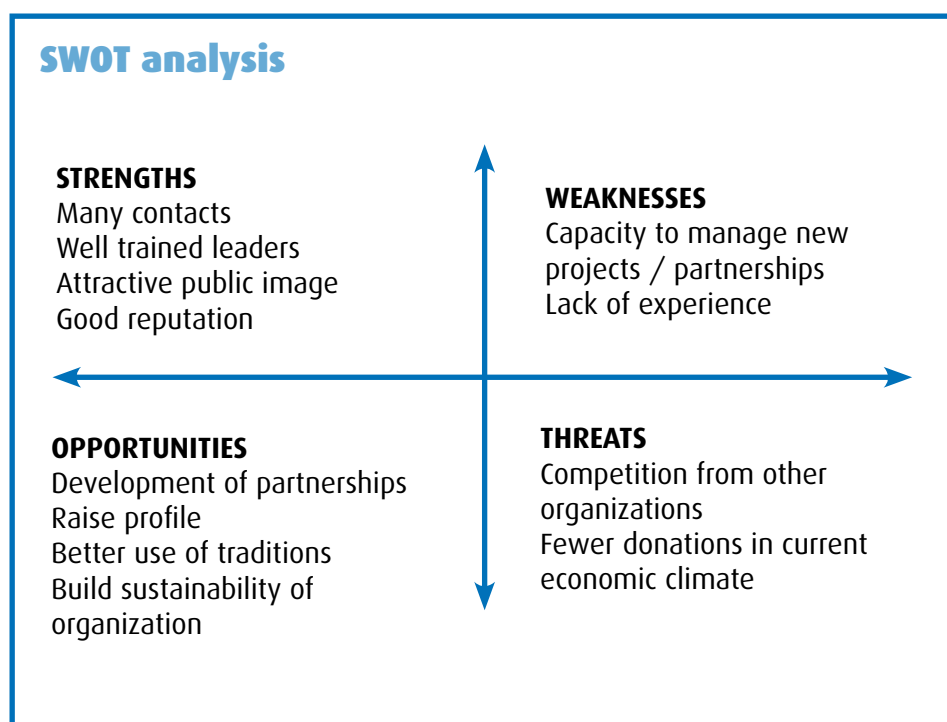 SWOT analysis
STRENGTHS
Many contacts
Well trained leaders
Attractive public image
Good reputation
WEAKNESSES
Capacity to manage new
projects / partnerships
Lack of experience
OPPORTUNITIES
Development of partnerships
Raise profile
Better use of traditions
Build sustainability of
organization
THREATS
Competition from other
organizations
Fewer donations in current
economic climate